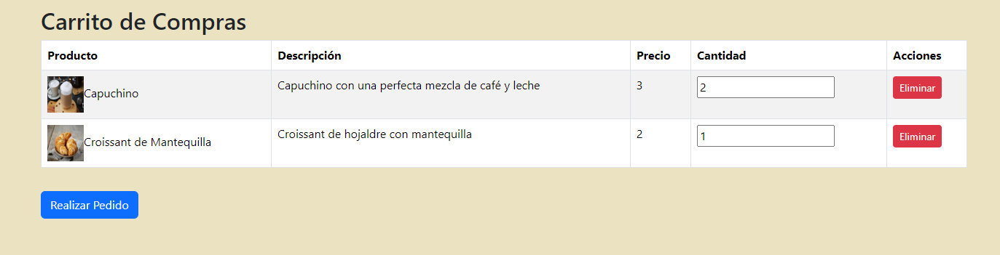 Carrito de Compras
Producto Descripción Precio Cantidad Acciones
Capuchino Capuchino con una perfecta mezcla de café y leche 3 2 Eliminar
Croissant de Mantequilla Croissant de hojaldre con mantequilla 2 1 Eliminar
Realizar Pedido